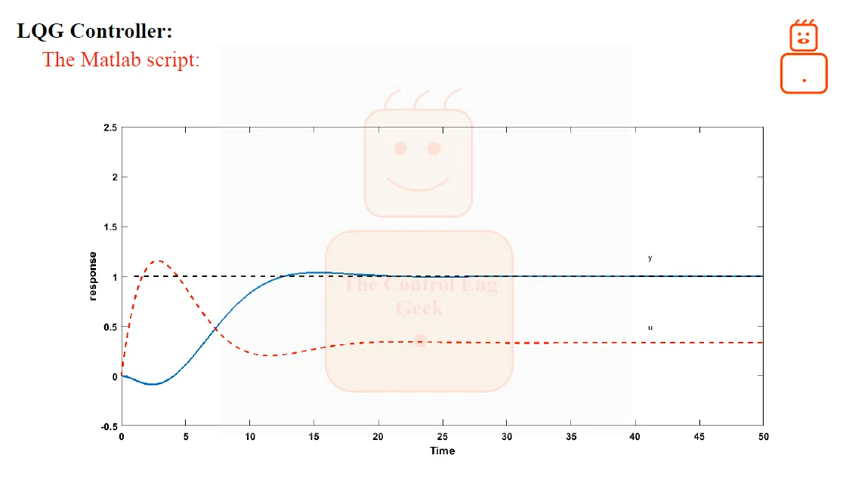 LQG Controller:
The Matlab script:
2.5
2
1.5
1
0.5
0
-0.5
response
y
u
The Control Eng
Geek
0 5 10 15 20 25 30 35 40 45 50
Time